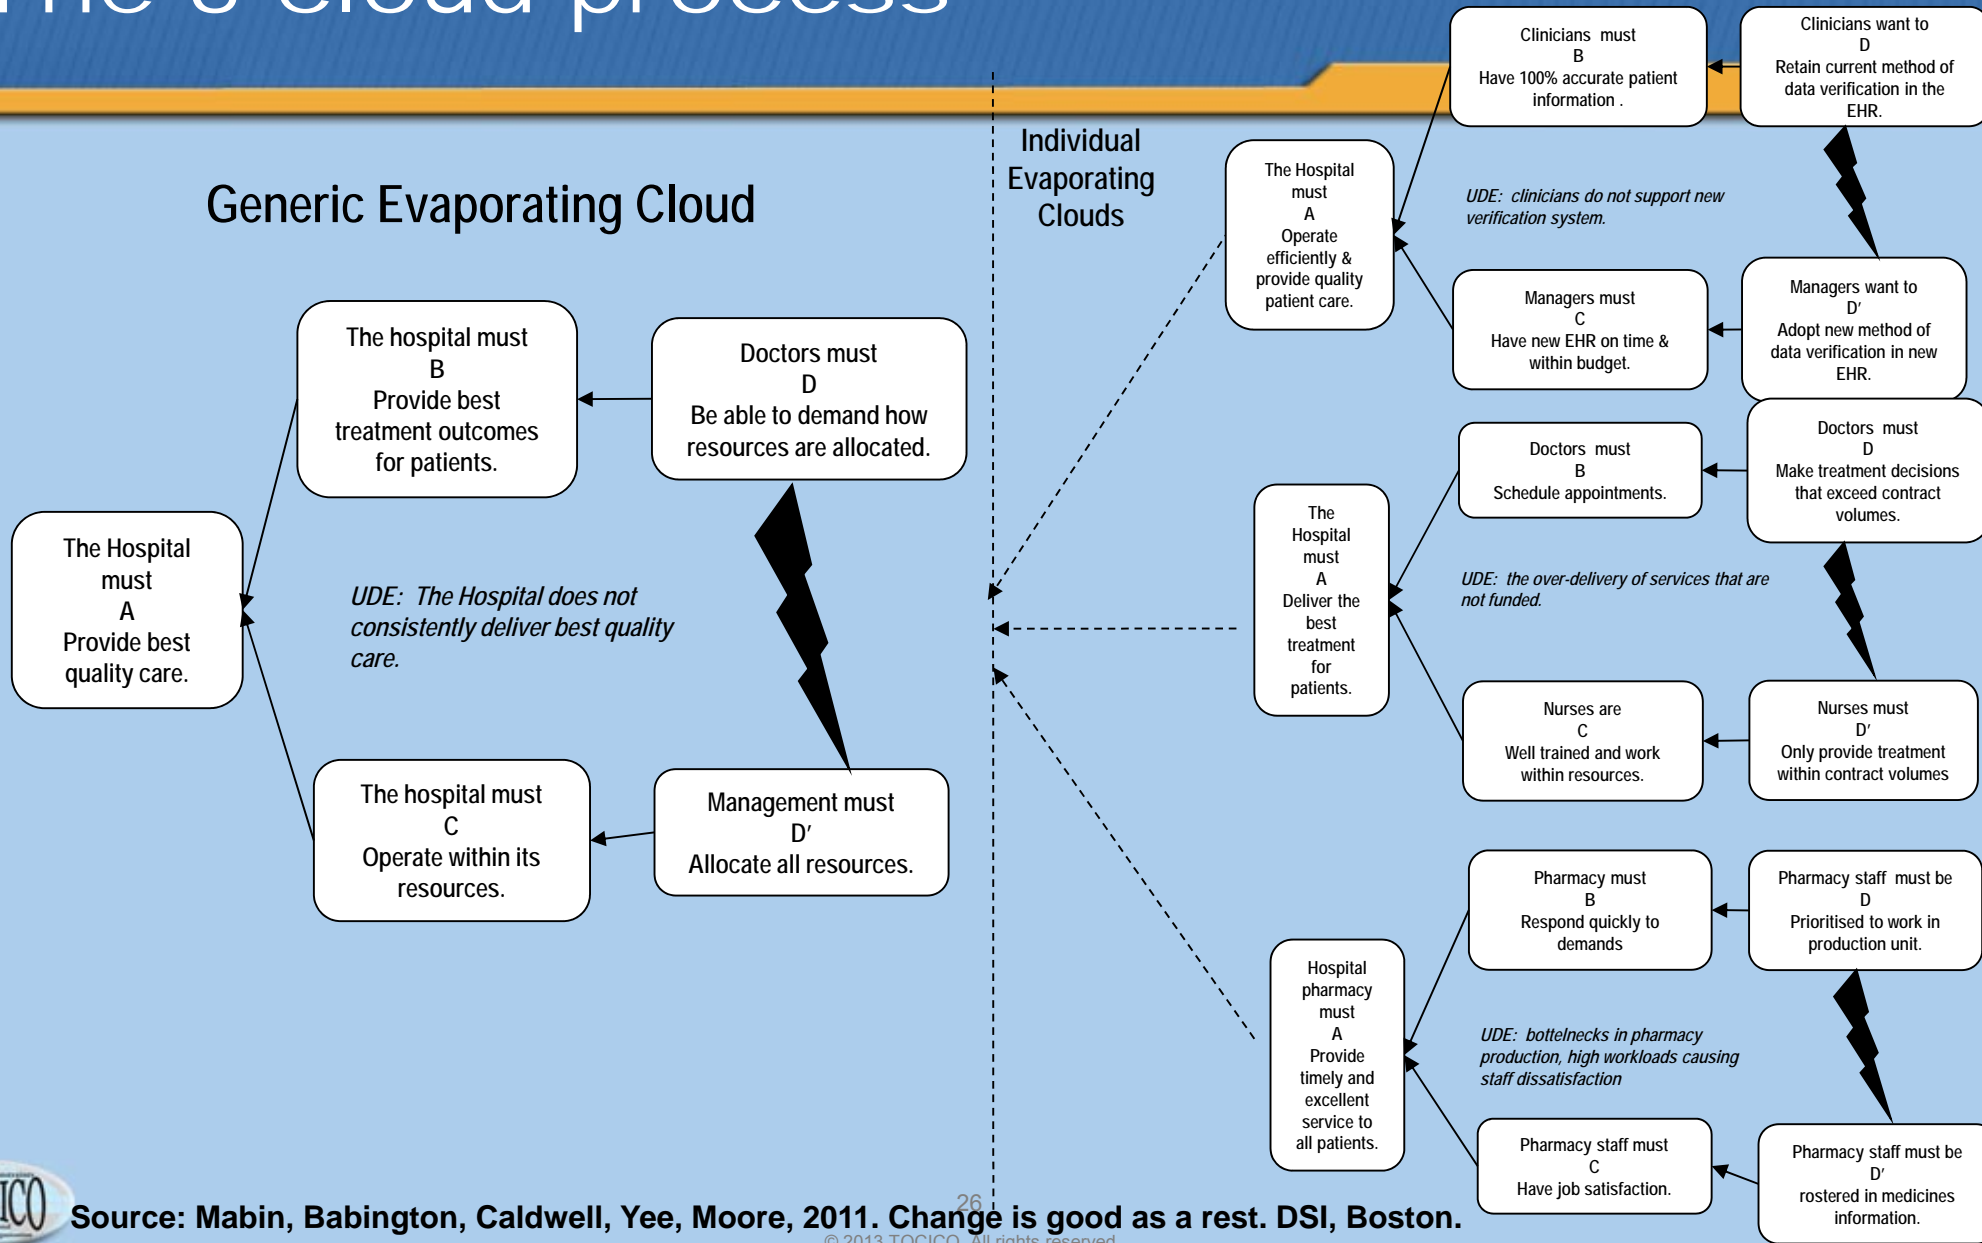 The 3-cloud process
Generic Evaporating Cloud
The Hospital
must
A
Provide best
quality care.
The hospital must
B
Provide best
treatment outcomes
for patients.
Doctors must
D
Be able to demand how
resources are allocated.
UDE: The Hospital does not
consistently deliver best quality
care.
The hospital must
C
Operate within its
resources.
Management must
D'
Allocate all resources.
Individual
Evaporating
Clouds
The Hospital
must
A
Operate
efficiently &
provide quality
patient care.
Clinicians must
B
Have 100% accurate patient
information .
Clinicians want to
D
Retain current method of
data verification in the
EHR.
UDE: clinicians do not support new
verification system.
Managers must
C
Have new EHR on time &
within budget.
Managers want to
D'
Adopt new method of
data verification in new
EHR.
The
Hospital
must
A
Deliver the
best
treatment
for
patients.
Doctors must
B
Schedule appointments.
Doctors must
D
Make treatment decisions
that exceed contract
volumes.
UDE: the over-delivery of services that are
not funded.
Nurses are
C
Well trained and work
within resources.
Nurses must
D'
Only provide treatment
within contract volumes
Hospital
pharmacy
must
A
Provide
timely and
excellent
service to
all patients.
Pharmacy must
B
Respond quickly to
demands
Pharmacy staff must be
D
Prioritised to work in
production unit.
UDE: bottelnecks in pharmacy
production, high workloads causing
staff dissatisfaction
Pharmacy staff must
C
Have job satisfaction.
Pharmacy staff must be
D'
rostered in medicines
information.
ICO
26
Source: Mabin, Babington, Caldwell, Yee, Moore, 2011. Change is good as a rest. DSI, Boston.
© 2013 TOCICO. All rights reserved.